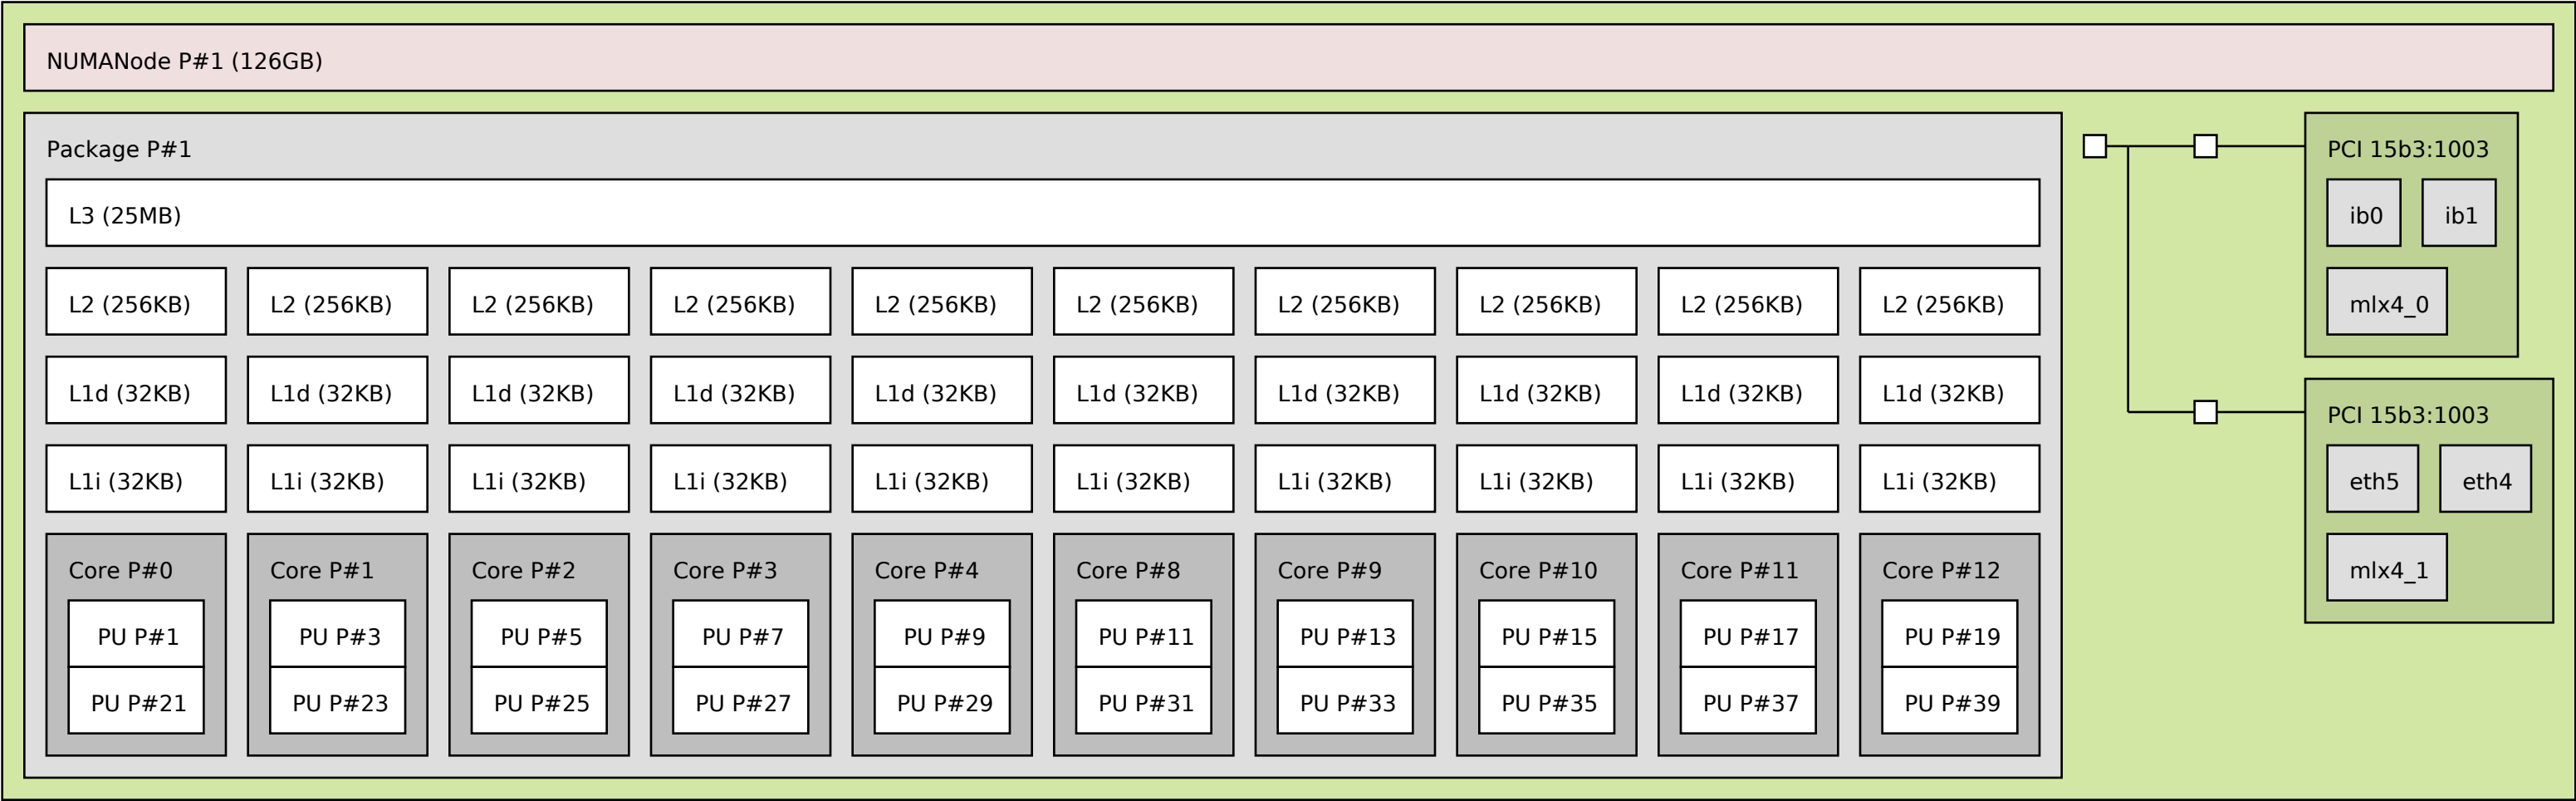 NUMANode P#1 (126GB)
Package P#1
L3 (25MB)
L2 (256KB) L2 (256KB) L2 (256KB) L2 (256KB) L2 (256KB) L2 (256KB) L2 (256KB) L2 (256KB) L2 (256KB) L2 (256KB)
L1d (32KB) L1d (32KB) L1d (32KB) L1d (32KB) L1d (32KB) L1d (32KB) L1d (32KB) L1d (32KB) L1d (32KB) L1d (32KB)
L1i (32KB) L1i (32KB) L1i (32KB) L1i (32KB) L1i (32KB) L1i (32KB) L1i (32KB) L1i (32KB) L1i (32KB) L1i (32KB)
Core P#0 Core P#1 Core P#2 Core P#3 Core P#4 Core P#8 Core P#9 Core P#10 Core P#11 Core P#12
PU P#1 PU P#3 PU P#5 PU P#7 PU P#9 PU P#11 PU P#13 PU P#15 PU P#17 PU P#19
PU P#21 PU P#23 PU P#25 PU P#27 PU P#29 PU P#31 PU P#33 PU P#35 PU P#37 PU P#39
PCI 15b3:1003
ib0 ib1
mlx4_0
PCI 15b3:1003
eth5 eth4
mlx4_1